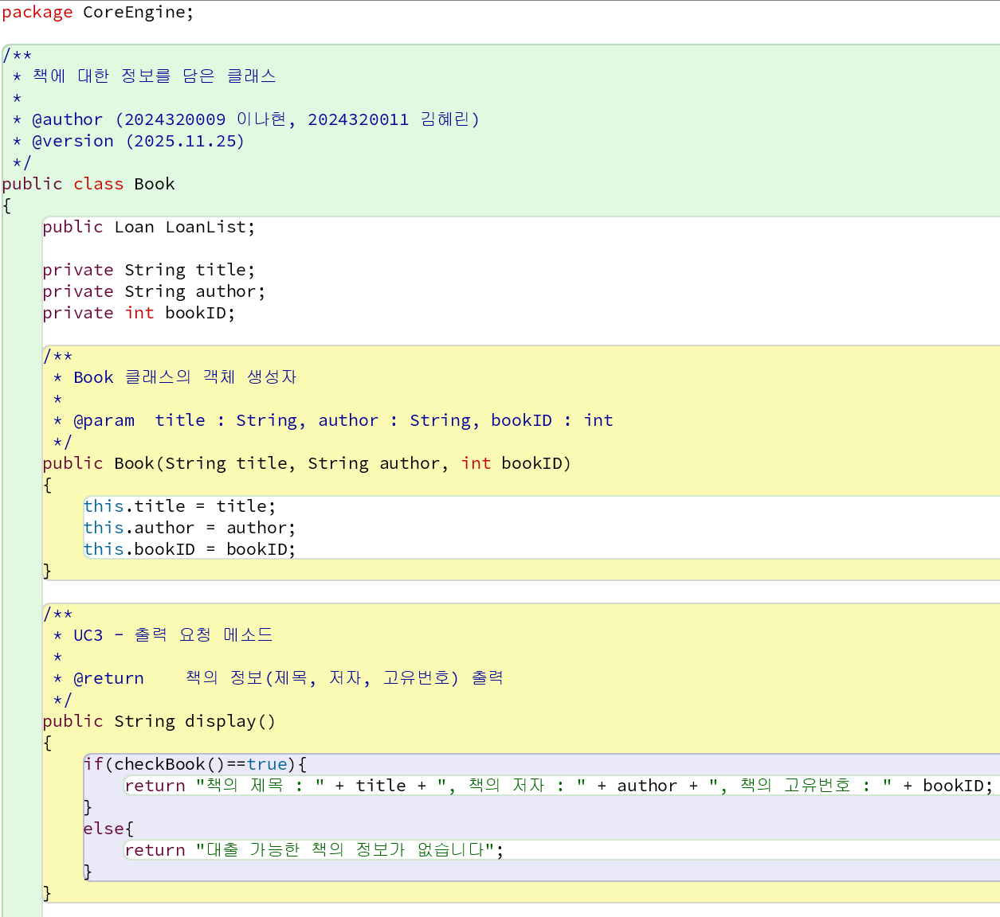 package CoreEngine;
/**
 * 책에 대한 정보를 담은 클래스
 *
 * @author (2024320009 이나현, 2024320011 김혜린)
 * @version (2025.11.25)
 */
public class Book
{
    public Loan LoanList;
    private String title;
    private String author;
    private int bookID;
    /**
     * Book 클래스의 객체 생성자
     *
     * @param  title : String, author : String, bookID : int
     */
    public Book(String title, String author, int bookID)
    {
        this.title = title;
        this.author = author;
        this.bookID = bookID;
    }
    /**
     * UC3 - 출력 요청 메소드
     *
     * @return    책의 정보(제목, 저자, 고유번호) 출력
     */
    public String display()
    {
        if(checkBook()==true){
            return "책의 제목 : " + title + ", 책의 저자 : " + author + ", 책의 고유번호 : " + bookID;
        }
        else{
            return "대출 가능한 책의 정보가 없습니다";
        }
    }